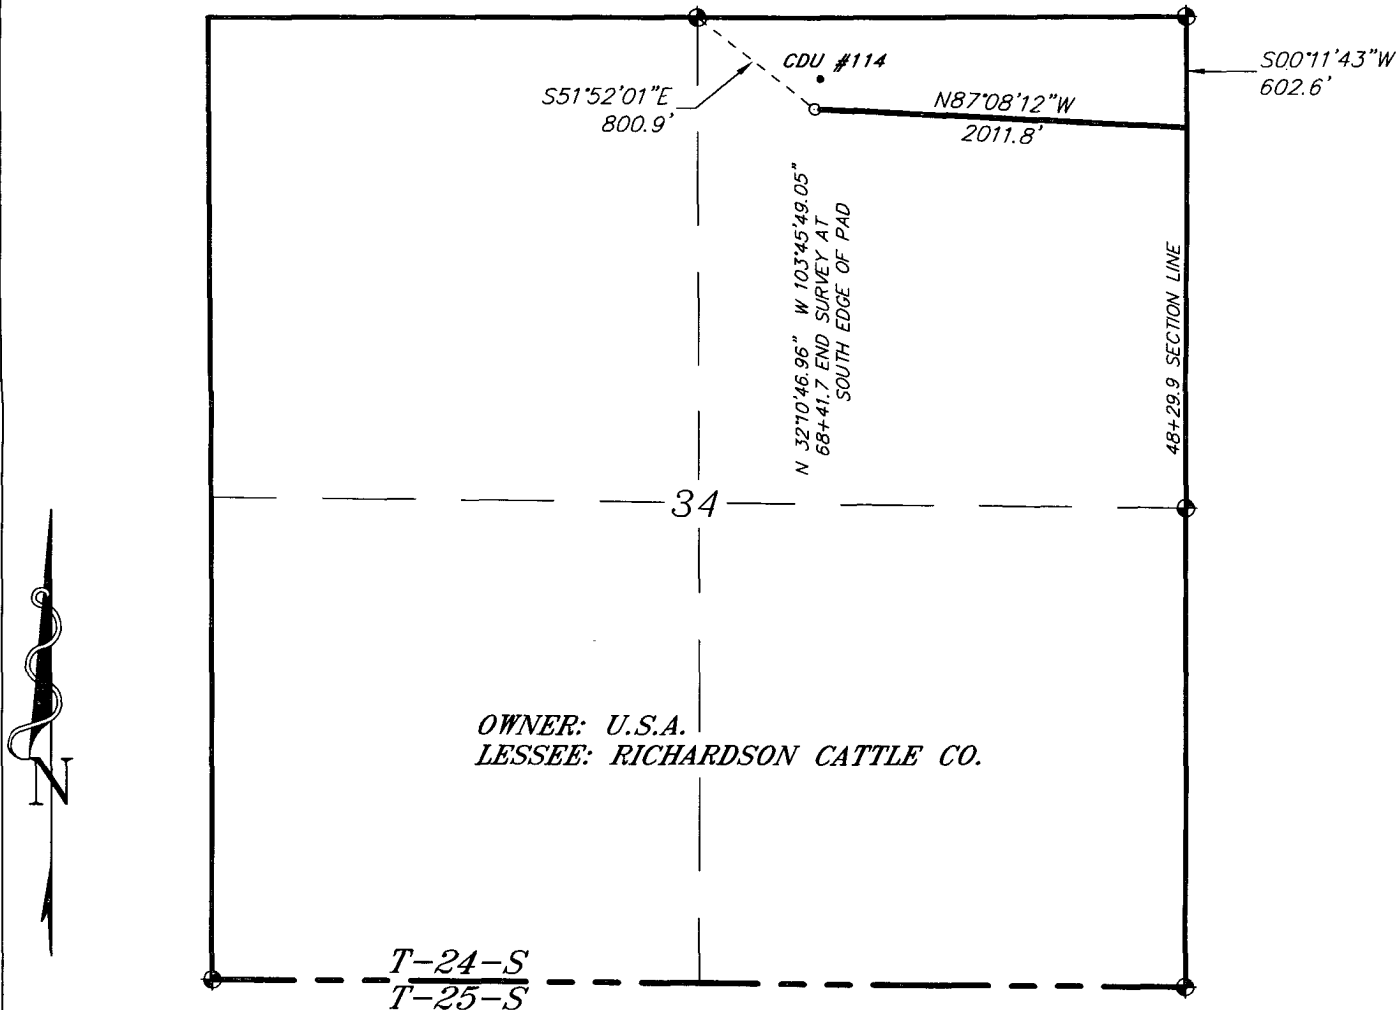 CDU #114
S00°11'43"W
602.6'
S51°52'01"E
800.9'
N87°08'12"W
2011.8'
N 32°10'46.96" W 103°45'49.05"
68+41.7 END SURVEY AT
SOUTH EDGE OF PAD
48+29.9 SECTION LINE
34
N
OWNER: U.S.A.
LESSEE: RICHARDSON CATTLE CO.
T-24-S
T-25-S